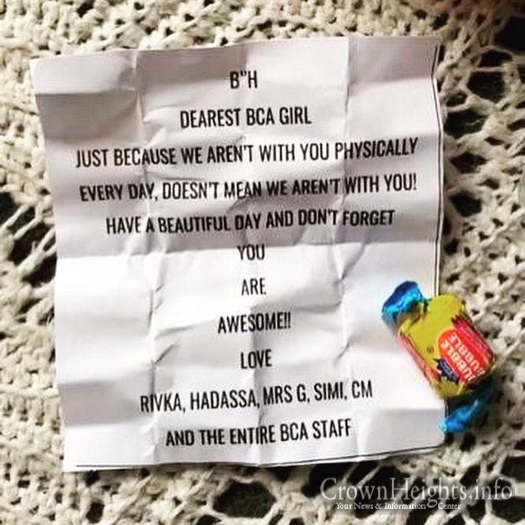 B"H
DEAREST BCA GIRL
JUST BECAUSE WE AREN'T WITH YOU PHYSICALLY
EVERY DAY, DOESN'T MEAN WE AREN'T WITH YOU!
HAVE A BEAUTIFUL DAY AND DON'T FORGET
YOU
ARE
AWESOME!!
LOVE
RIVKA, HADASSA, MRS G, SIMI, CM
AND THE ENTIRE BCA STAFF
DUBBLE
BUBBLE
CrownHeights.info
Your News & Information Center